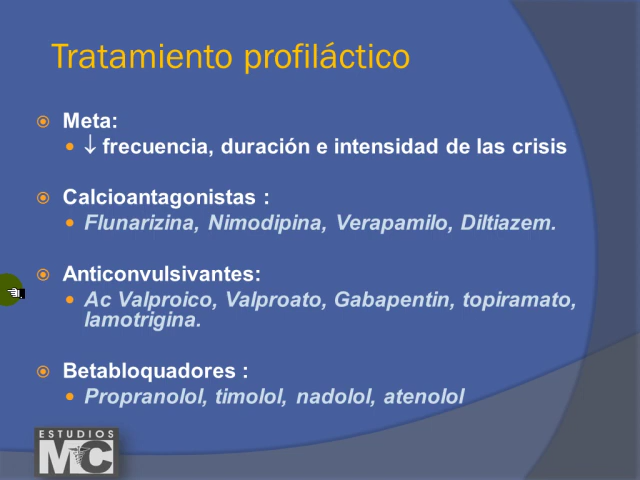 Tratamiento profiláctico
Meta:
↓ frecuencia, duración e intensidad de las crisis
Calcioantagonistas :
Flunarizina, Nimodipina, Verapamilo, Diltiazem.
Anticonvulsivantes:
Ac Valproico, Valproato, Gabapentin, topiramato,
lamotrigina.
Betabloquadores :
Propranolol, timolol, nadolol, atenolol
ESTUDIOS
MC